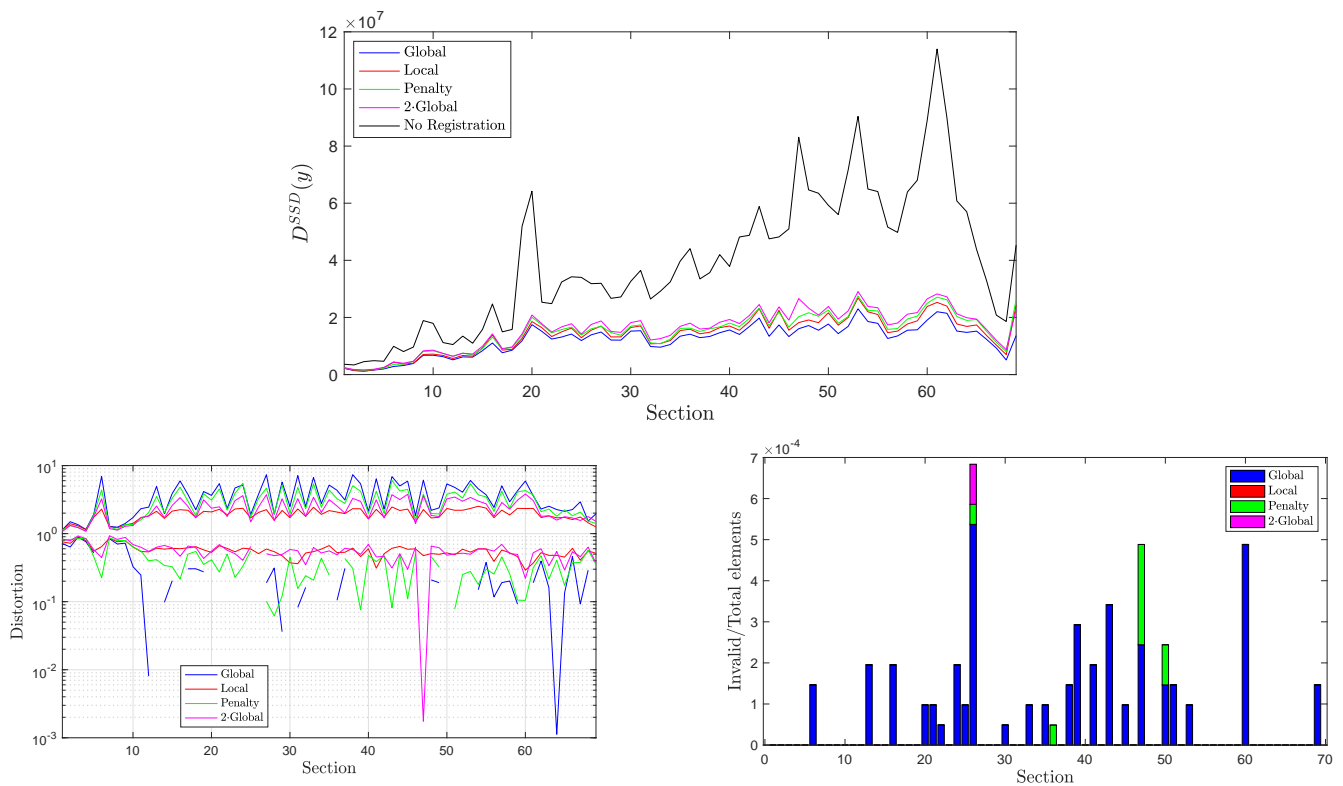 ×10^7
12
10
8
6
4
2
0
D^{SSD}(y)
Global
Local
Penalty
2·Global
No Registration
10
20
30
40
50
60
Section
10^1
10^0
10^{-1}
10^{-2}
10^{-3}
Distortion
Global
Local
Penalty
2·Global
10
20
30
40
50
60
Section
×10^{-4}
7
6
5
4
3
2
1
0
Invalid/Total elements
Global
Local
Penalty
2·Global
0
10
20
30
40
50
60
70
Section